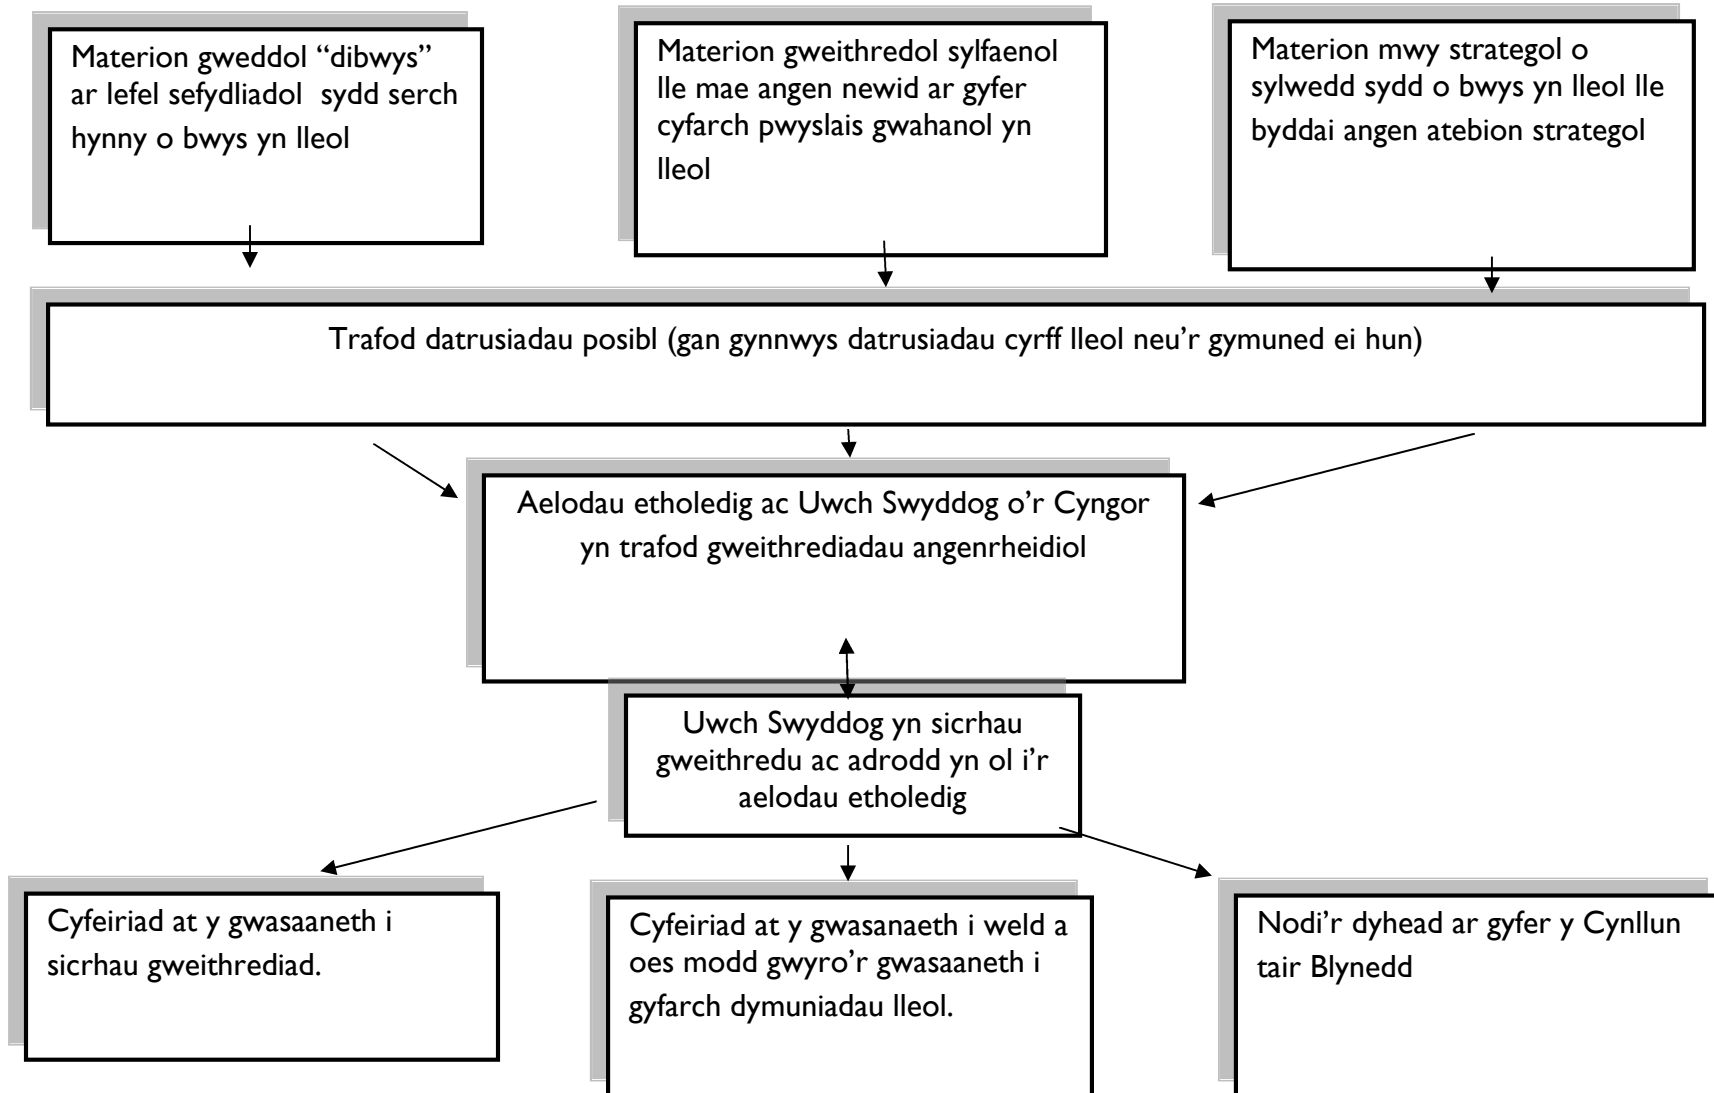 Materion gweddol “dibwys”
ar lefel sefydliadol  sydd serch
hynny o bwys yn lleol
Materion gweithredol sylfaenol
lle mae angen newid ar gyfer
cyfarch pwyslais gwahanol yn
lleol
Materion mwy strategol o
sylwedd sydd o bwys yn lleol lle
byddai angen atebion strategol
Trafod datrusiadau posibl (gan gynnwys datrusiadau cyrff lleol neu’r gymuned ei hun)
Aelodau etholedig ac Uwch Swyddog o’r Cyngor
yn trafod gweithrediadau angenrheidiol
Uwch Swyddog yn sicrhau
gweithredu ac adrodd yn ol i’r
aelodau etholedig
Cyfeiriad at y gwasaaneth i
sicrhau gweithrediad.
Cyfeiriad at y gwasanaeth i weld a
oes modd gwyro’r gwasaaneth i
gyfarch dymuniadau lleol.
Nodi’r dyhead ar gyfer y Cynllun
tair Blynedd